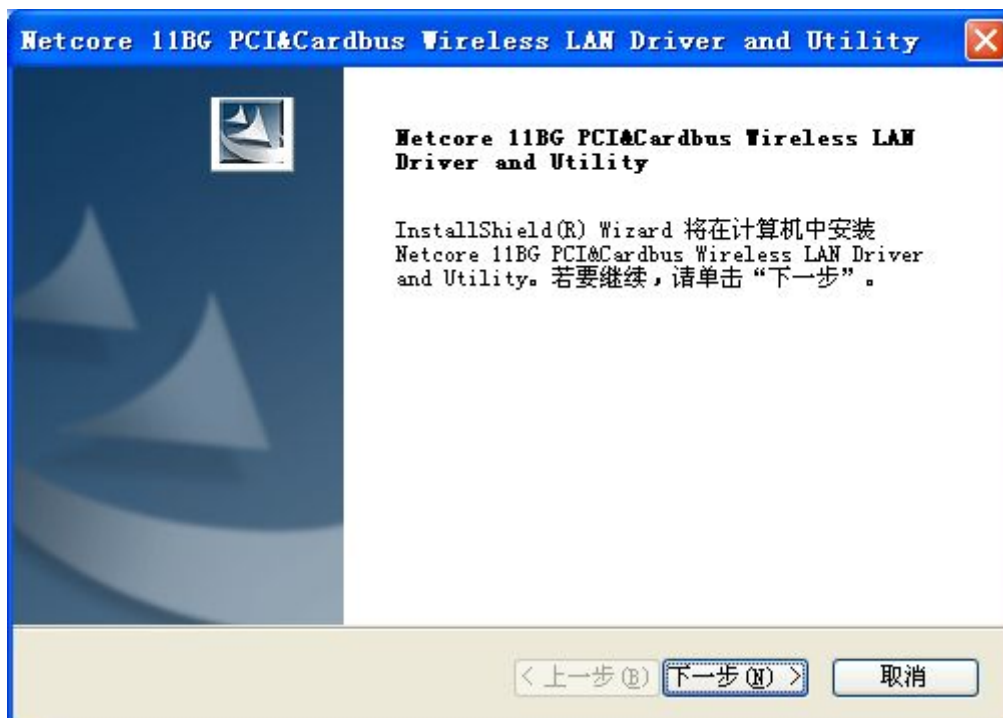 Netcore 11BG PCI&Cardbus Wireless LAN Driver and Utility
Netcore 11BG PCI&Cardbus Wireless LAN
Driver and Utility
InstallShield(R) Wizard 将在计算机中安装
Netcore 11BG PCI&Cardbus Wireless LAN Driver
and Utility。若要继续，请单击“下一步”。
< 上一步(B) 下一步(N) > 取消